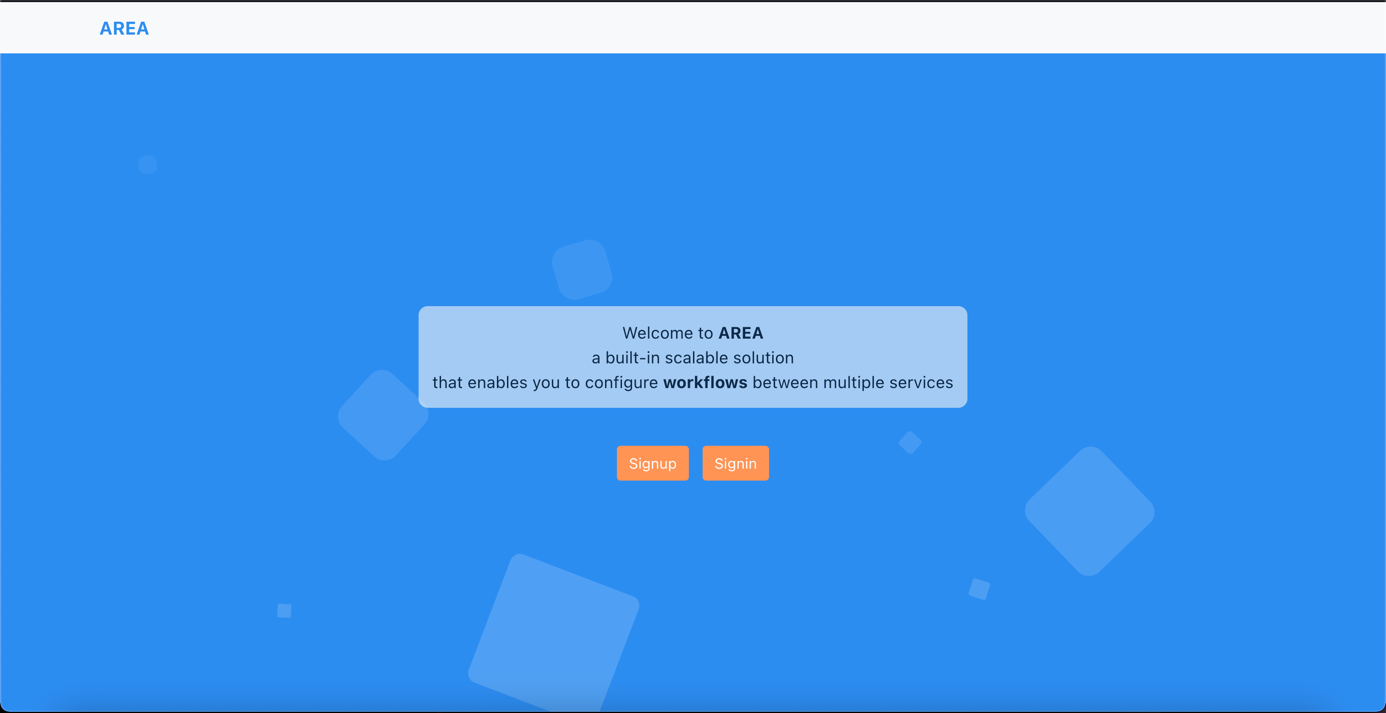 AREA
Welcome to AREA
a built-in scalable solution
that enables you to configure workflows between multiple services
Signup Signin